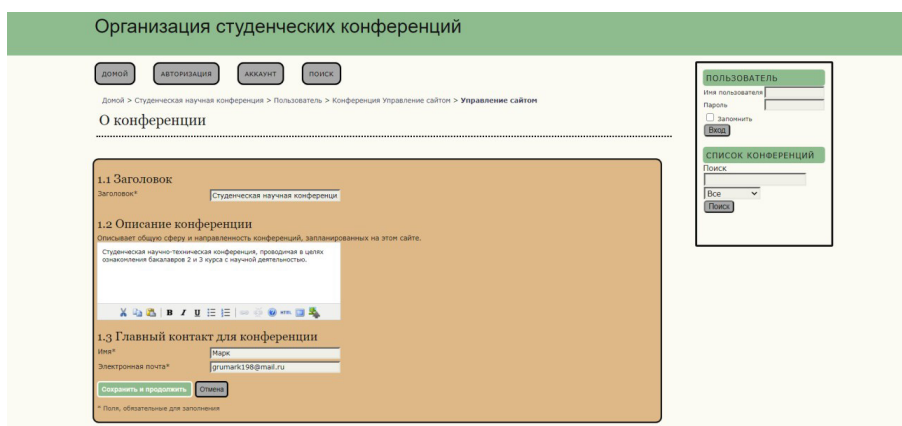 Организация студенческих конференций
ДОМОЙ АВТОРИЗАЦИЯ АККАУНТ ПОИСК
Домой > Студенческая научная конференция > Пользователь > Конференция Управление сайтом > Управление сайтом
О конференции
1.1 Заголовок
Заголовок* Студенческая научная конференци
1.2 Описание конференции
Описывает общую сферу и направленность конференций, запланированных на этом сайте.
Студенческая научно-техническая конференция, проводимая в целях
ознакомления бакалавров 2 и 3 курса с научной деятельностью.
B I U HTML
1.3 Главный контакт для конференции
Имя* Марк
Электронная почта* grumark198@mail.ru
Сохранить и продолжить Отмена
* Поля, обязательные для заполнения
ПОЛЬЗОВАТЕЛЬ
Имя пользователя
Пароль
Запомнить
Вход
СПИСОК КОНФЕРЕНЦИЙ
Поиск
Все
Поиск